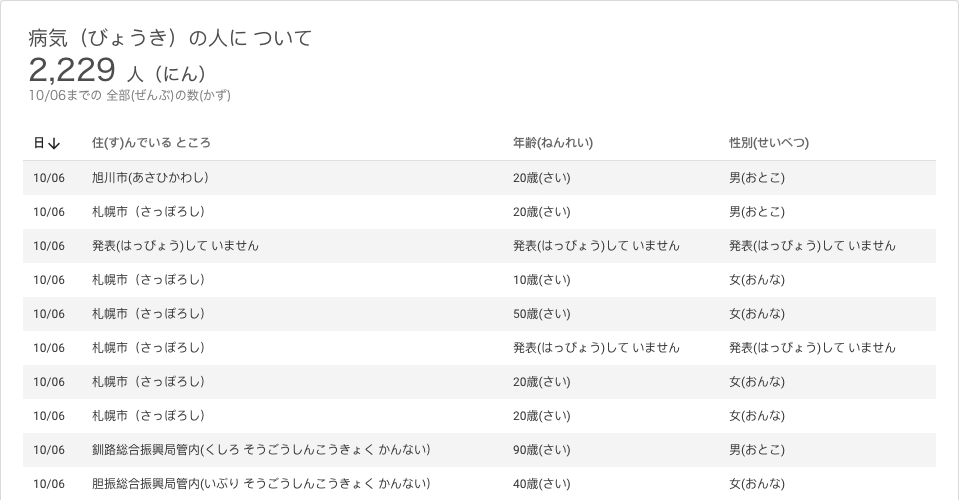 病気（びょうき）の人に ついて
2,229 人（にん）
10/06までの 全部(ぜんぶ)の数(かず)
日↓ 住(す)んでいる ところ 年齢(ねんれい) 性別(せいべつ)
10/06 旭川市(あさひかわし） 20歳(さい) 男(おとこ)
10/06 札幌市（さっぽろし） 20歳(さい) 男(おとこ)
10/06 発表(はっぴょう)して いません 発表(はっぴょう)して いません 発表(はっぴょう)して いません
10/06 札幌市（さっぽろし） 10歳(さい) 女(おんな)
10/06 札幌市（さっぽろし） 50歳(さい) 女(おんな)
10/06 札幌市（さっぽろし） 発表(はっぴょう)して いません 発表(はっぴょう)して いません
10/06 札幌市（さっぽろし） 20歳(さい) 女(おんな)
10/06 札幌市（さっぽろし） 20歳(さい) 女(おんな)
10/06 釧路総合振興局管内(くしろ そうごうしんこうきょく かんない） 90歳(さい) 男(おとこ)
10/06 胆振総合振興局管内(いぶり そうごうしんこうきょく かんない） 40歳(さい) 女(おんな)